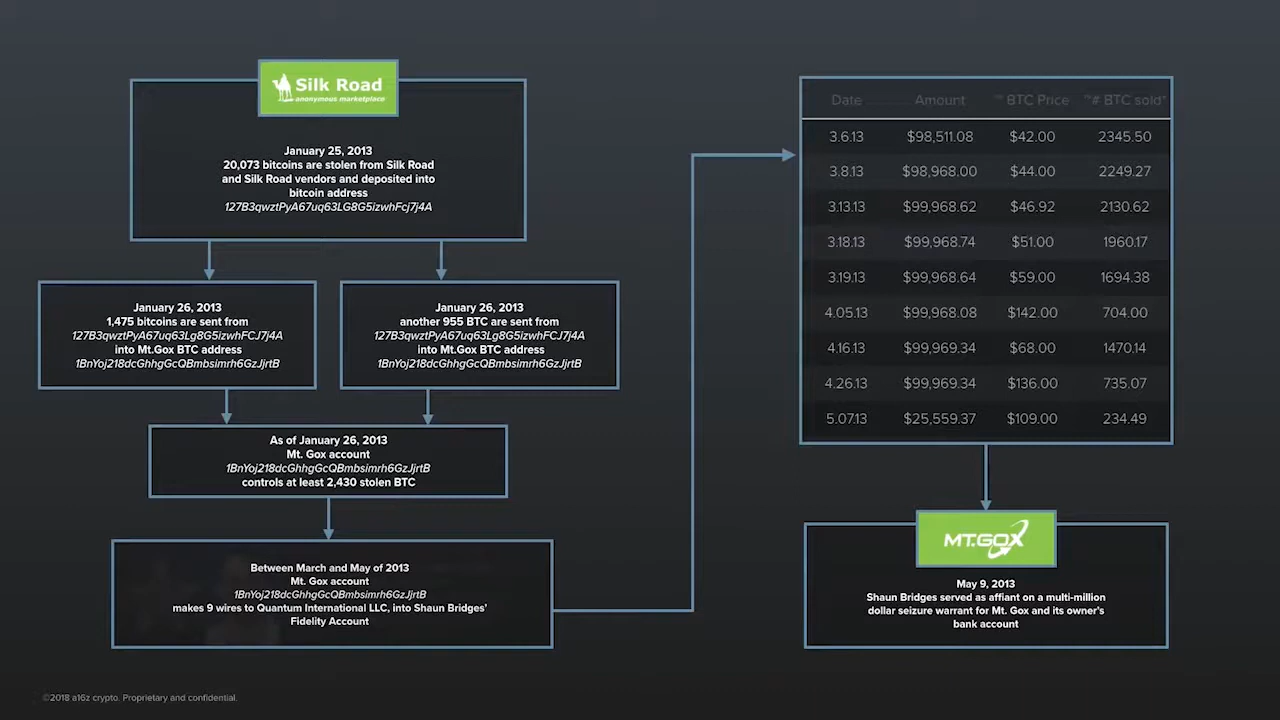 Silk Road
anonymous marketplace
January 25, 2013
20,073 bitcoins are stolen from Silk Road
and Silk Road vendors and deposited into
bitcoin address
127B3qwztPyA67uq63LG8G5izwhFcj7j4A
January 26, 2013
1,475 bitcoins are sent from
127B3qwztPyA67uq63Lg8G5izwhFCJ7j4A
into Mt.Gox BTC address
1BnYoj218dcGhhgGcQBmbsimrh6GzJjrtB
January 26, 2013
another 955 BTC are sent from
127B3qwztPyA67uq63Lg8G5izwhFCJ7j4A
into Mt.Gox BTC address
1BnYoj218dcGhhgGcQBmbsimrh6GzJjrtB
As of January 26, 2013
Mt. Gox account
1BnYoj218dcGhhgGcQBmbsimrh6GzJjrtB
controls at least 2,430 stolen BTC
Between March and May of 2013
Mt. Gox account
1BnYoj218dcGhhgGcQBmbsimrh6GzJjrtB
makes 9 wires to Quantum International LLC, into Shaun Bridges’
Fidelity Account
Date Amount ~ BTC Price ~# BTC sold*
3.6.13 $98,511.08 $42.00 2345.50
3.8.13 $98,968.00 $44.00 2249.27
3.13.13 $99,968.62 $46.92 2130.62
3.18.13 $99,968.74 $51.00 1960.17
3.19.13 $99,968.64 $59.00 1694.38
4.05.13 $99,968.08 $142.00 704.00
4.16.13 $99,969.34 $68.00 1470.14
4.26.13 $99,969.34 $136.00 735.07
5.07.13 $25,559.37 $109.00 234.49
MT.GOX
May 9, 2013
Shaun Bridges served as affiant on a multi-million
dollar seizure warrant for Mt. Gox and its owner’s
bank account
©2018 a16z crypto. Proprietary and confidential.